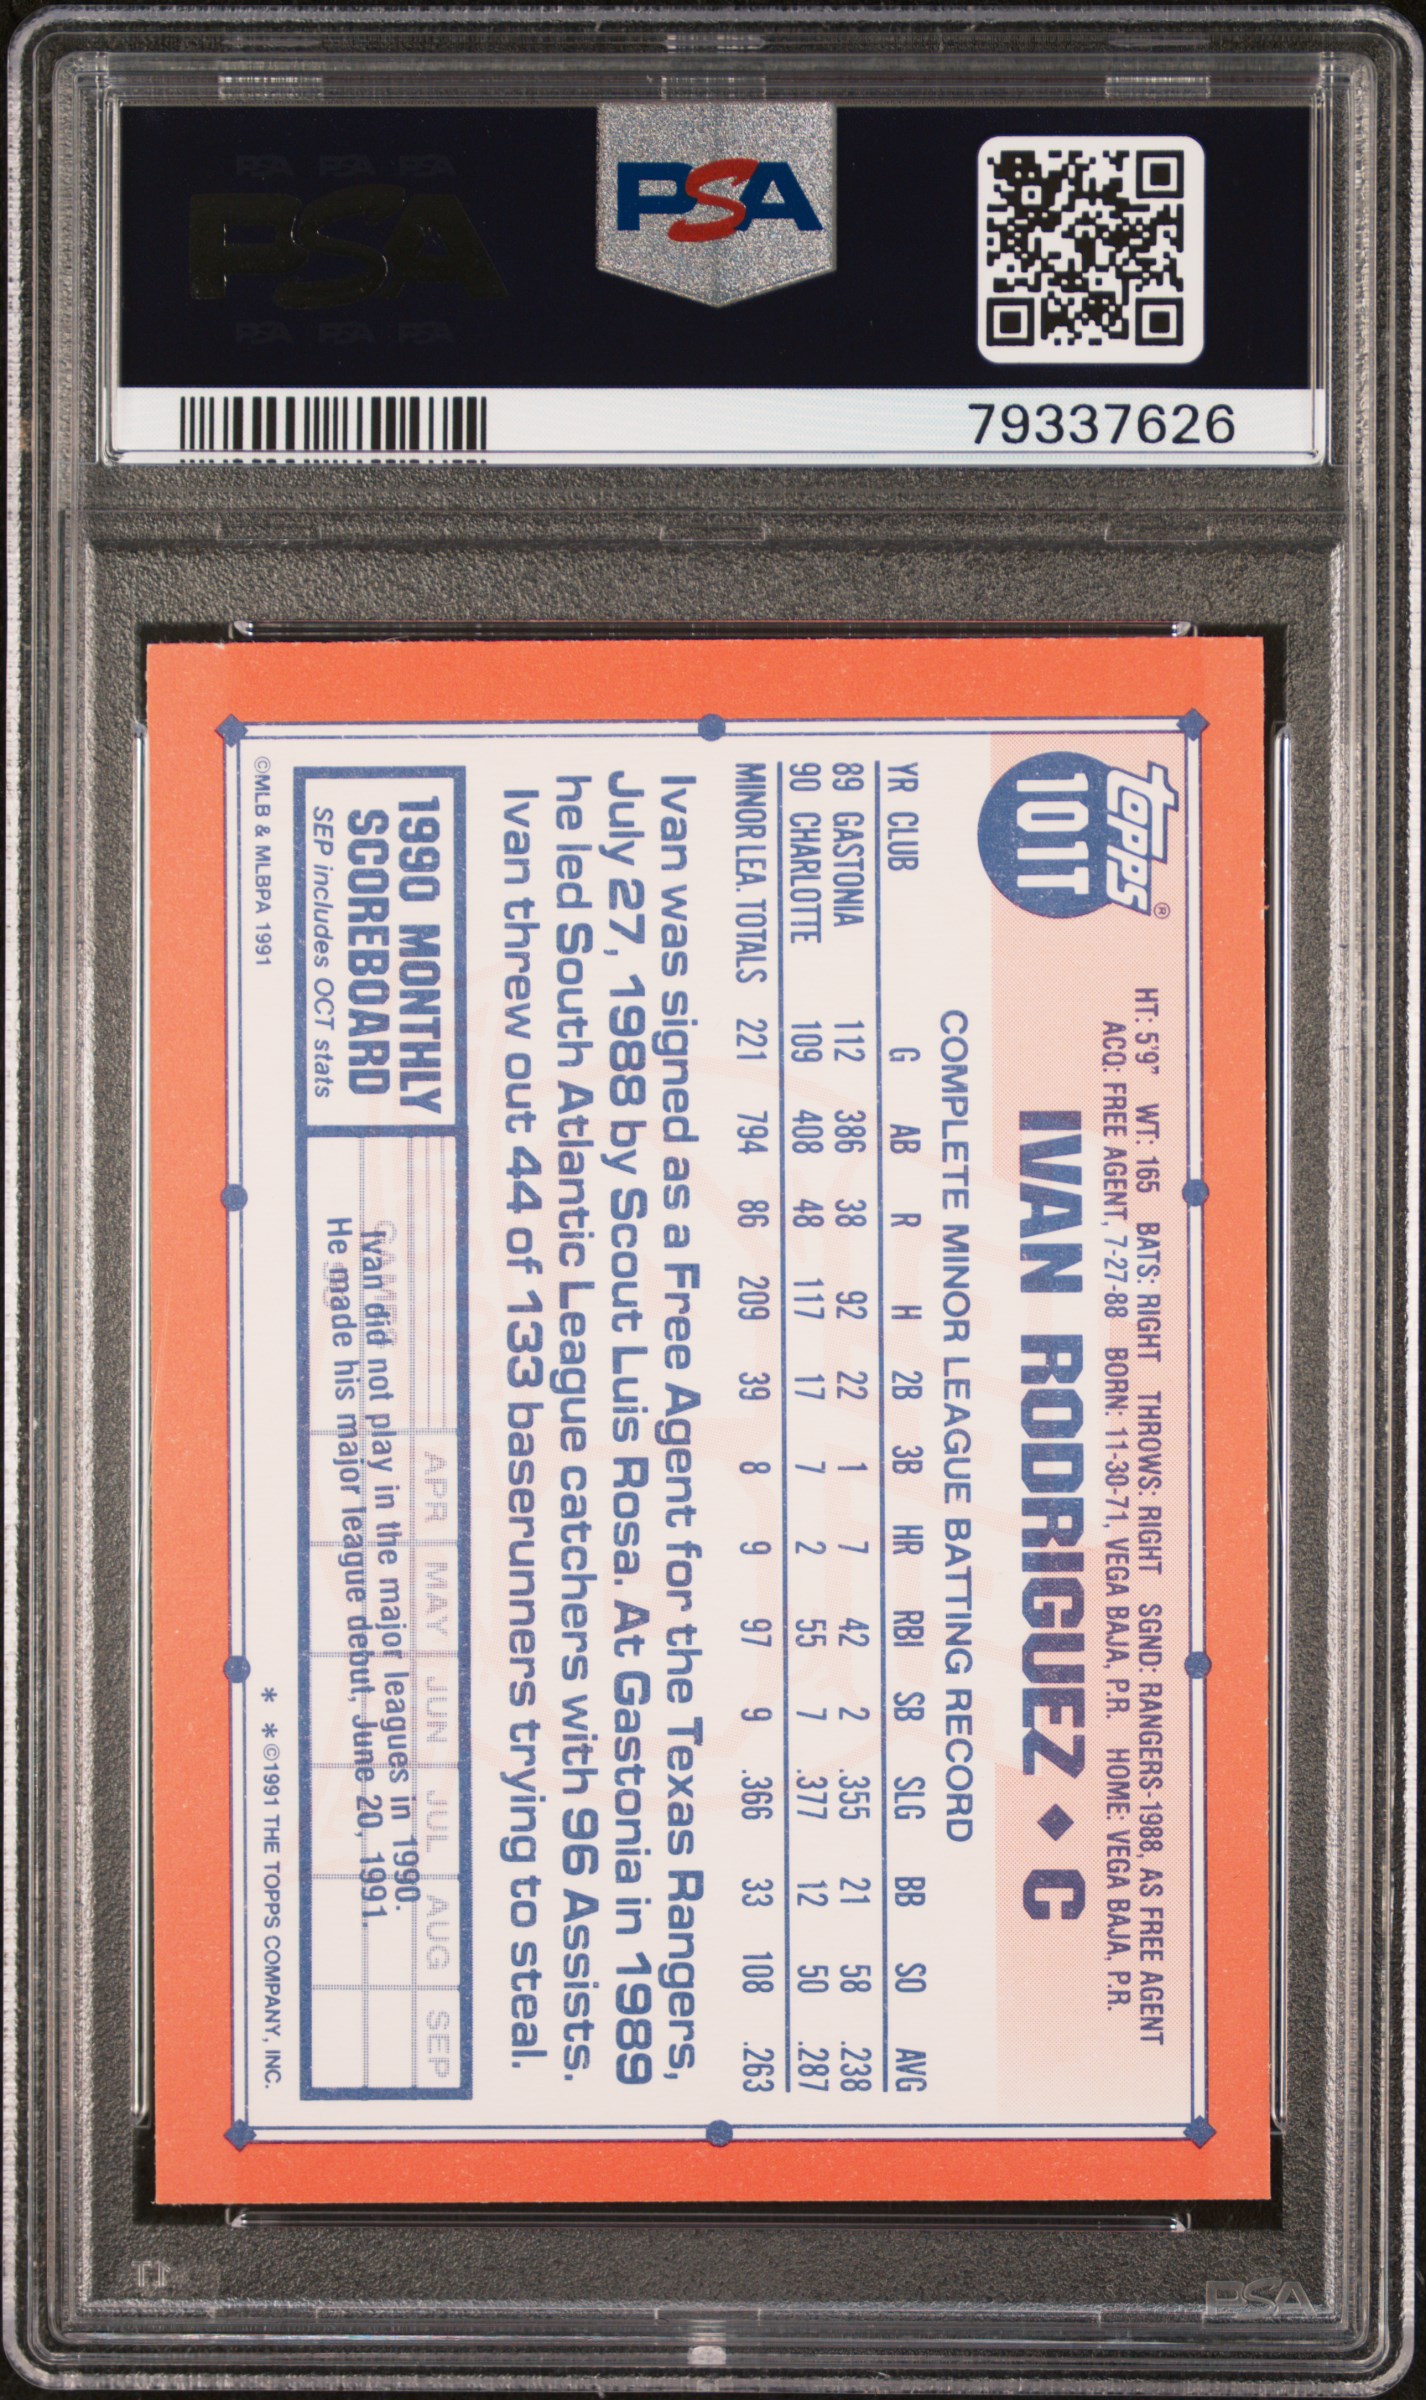 PSA PSA PSA
PSA
PSA PSA PSA
PSA
79337626
topps®
101T
HT: 5'9" WT: 165 BATS: RIGHT THROWS: RIGHT SGND: RANGERS-1988, AS FREE AGENT
ACQ: FREE AGENT, 7-27-88 BORN: 11-30-71, VEGA BAJA, P.R. HOME: VEGA BAJA, P.R.
IVAN RODRIGUEZ ♦ C
COMPLETE MINOR LEAGUE BATTING RECORD
YR CLUB G AB R H 2B 3B HR RBI SB SLG BB SO AVG
89 GASTONIA 112 386 38 92 22 1 7 42 2 .355 21 58 .238
90 CHARLOTTE 109 408 48 117 17 7 2 55 7 .377 12 50 .287
MINOR LEA. TOTALS 221 794 86 209 39 8 9 97 9 .366 33 108 .263
Ivan was signed as a Free Agent for the Texas Rangers,
July 27, 1988 by Scout Luis Rosa. At Gastonia in 1989
he led South Atlantic League catchers with 96 Assists.
Ivan threw out 44 of 133 baserunners trying to steal.
1990 MONTHLY
SCOREBOARD
SEP includes OCT stats
APR MAY JUN JUL AUG SEP
Ivan did not play in the major leagues in 1990.
He made his major league debut, June 20, 1991.
©MLB & MLBPA 1991
* *©1991 THE TOPPS COMPANY, INC.
PSA